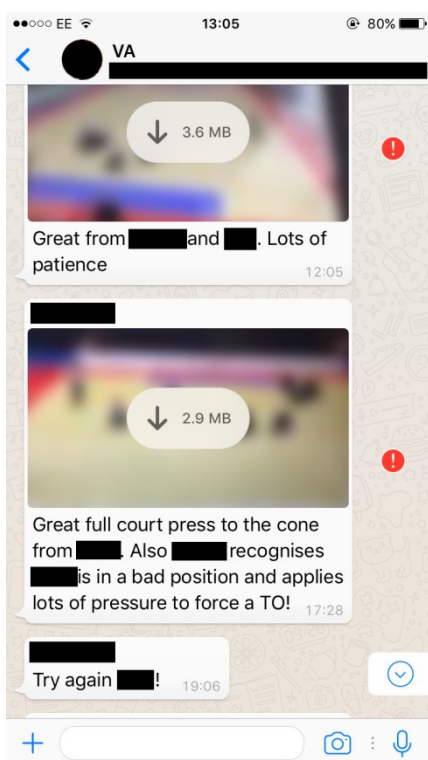 EE 13:05 80%
VA
3.6 MB
Great from and . Lots of
patience
12:05
2.9 MB
Great full court press to the cone
from . Also recognises
is in a bad position and applies
lots of pressure to force a TO! 17:28
Try again ! 19:06